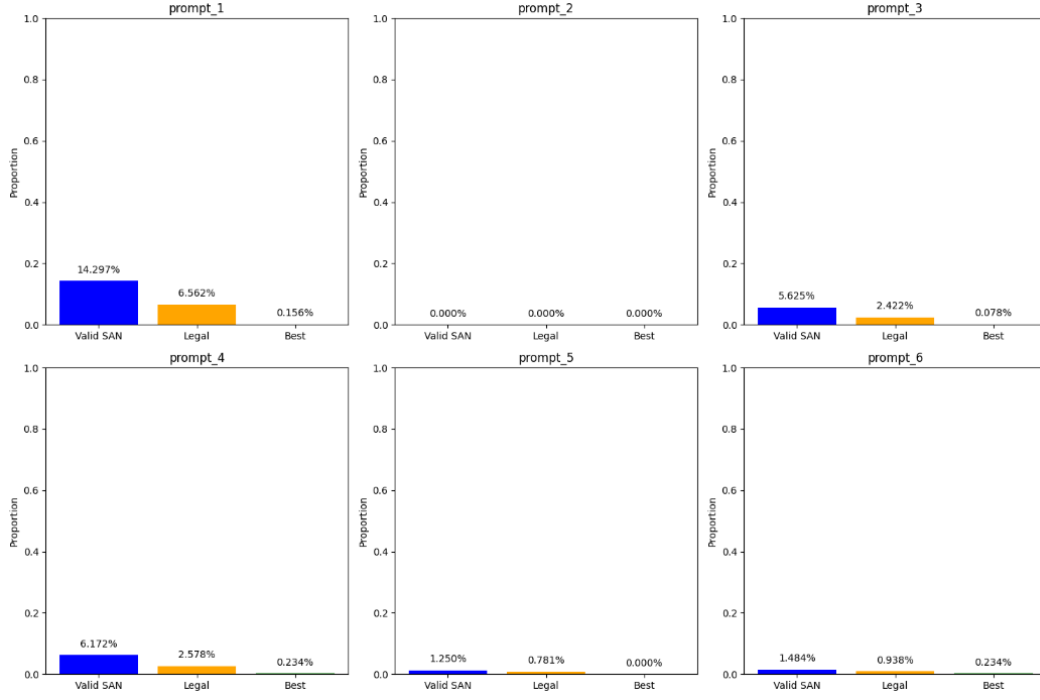 prompt_1
1.0
0.8
0.6
0.4
0.2
0.0
Proportion
14.297%
6.562%
0.156%
Valid SAN
Legal
Best
prompt_2
1.0
0.8
0.6
0.4
0.2
0.0
Proportion
0.000%
0.000%
0.000%
Valid SAN
Legal
Best
prompt_3
1.0
0.8
0.6
0.4
0.2
0.0
Proportion
5.625%
2.422%
0.078%
Valid SAN
Legal
Best
prompt_4
1.0
0.8
0.6
0.4
0.2
0.0
Proportion
6.172%
2.578%
0.234%
Valid SAN
Legal
Best
prompt_5
1.0
0.8
0.6
0.4
0.2
0.0
Proportion
1.250%
0.781%
0.000%
Valid SAN
Legal
Best
prompt_6
1.0
0.8
0.6
0.4
0.2
0.0
Proportion
1.484%
0.938%
0.234%
Valid SAN
Legal
Best